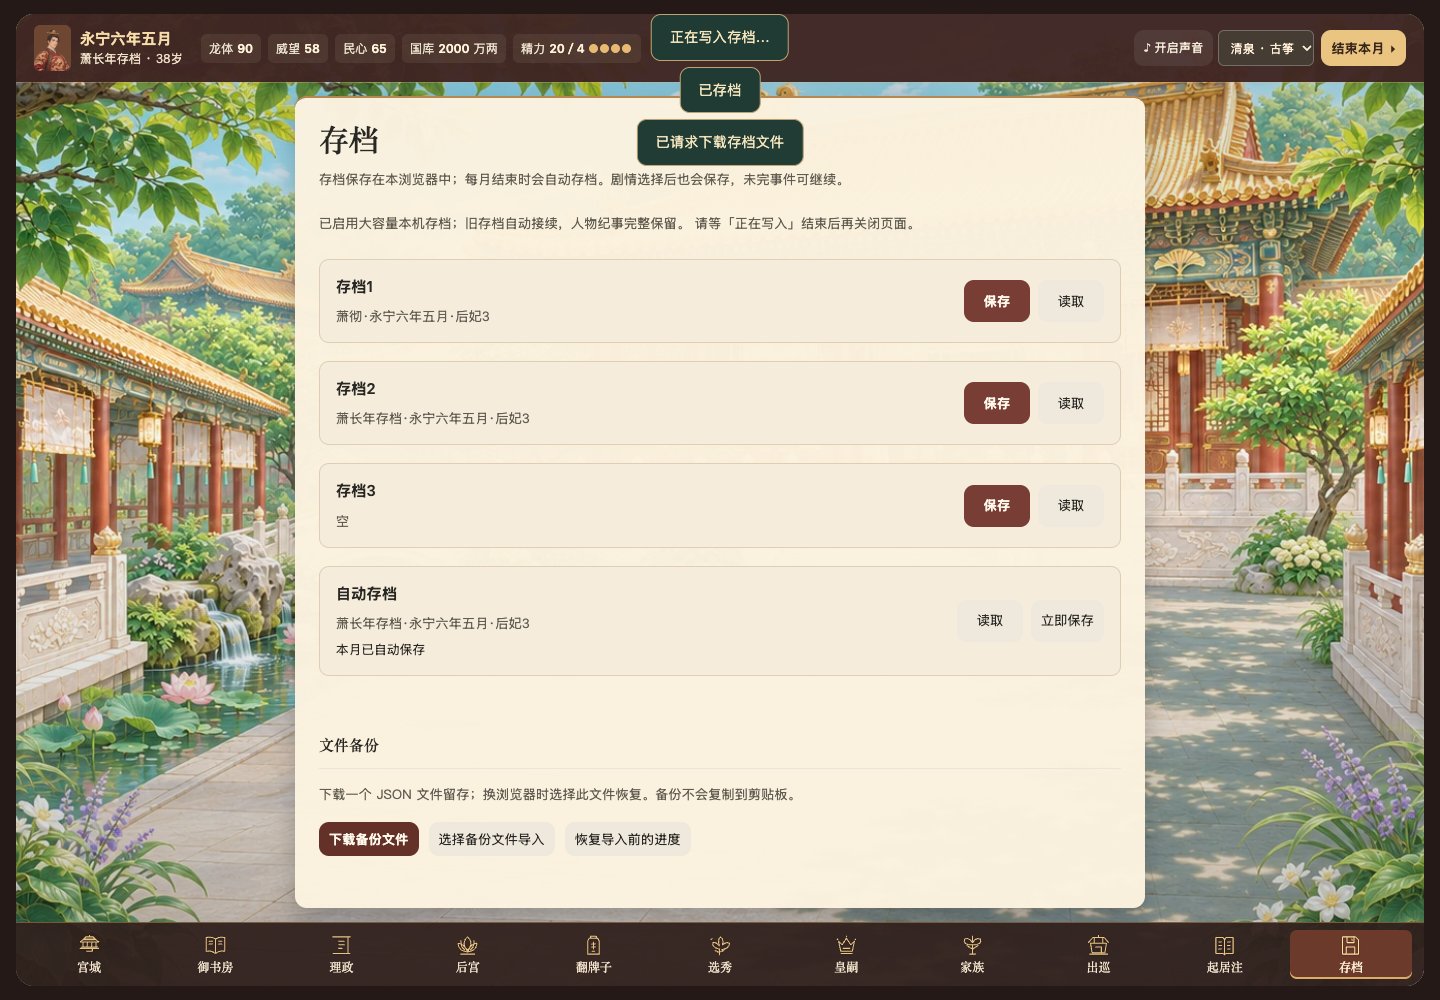 永宁六年五月
萧长年存档 · 38岁
龙体 90
威望 58
民心 65
国库 2000 万两
精力 20 / 4
正在写入存档…
♪ 开启声音
清泉 · 古筝
结束本月
已存档
已请求下载存档文件
存档
存档保存在本浏览器中；每月结束时会自动存档。剧情选择后也会保存，未完事件可继续。
已启用大容量本机存档；旧存档自动接续，人物纪事完整保留。 请等「正在写入」结束后再关闭页面。
存档1
萧彻·永宁六年五月·后妃3
保存
读取
存档2
萧长年存档·永宁六年五月·后妃3
保存
读取
存档3
空
保存
读取
自动存档
萧长年存档·永宁六年五月·后妃3
本月已自动保存
读取
立即保存
文件备份
下载一个 JSON 文件留存；换浏览器时选择此文件恢复。备份不会复制到剪贴板。
下载备份文件
选择备份文件导入
恢复导入前的进度
宫城
御书房
理政
后宫
翻牌子
选秀
皇嗣
家族
出巡
起居注
存档